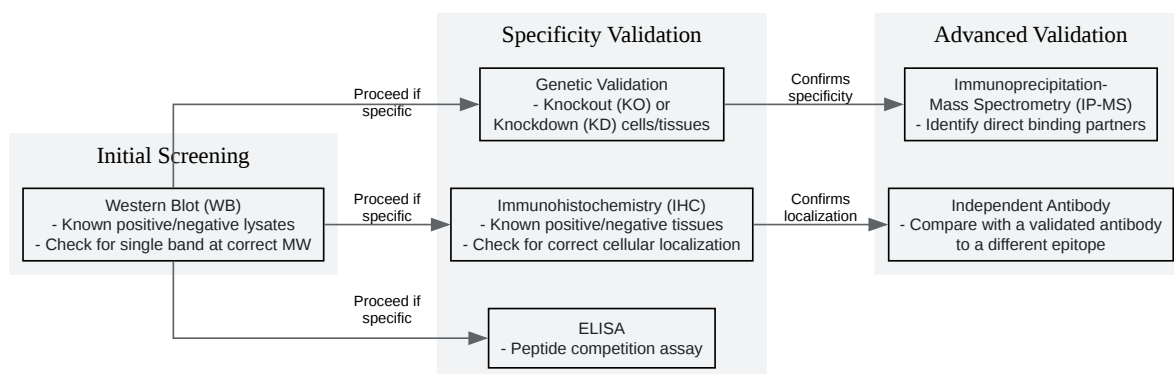 Initial Screening
Western Blot (WB)
- Known positive/negative lysates
- Check for single band at correct MW
Proceed if
specific
Proceed if
specific
Proceed if
specific
Specificity Validation
Genetic Validation
- Knockout (KO) or
Knockdown (KD) cells/tissues
Immunohistochemistry (IHC)
- Known positive/negative tissues
- Check for correct cellular localization
ELISA
- Peptide competition assay
Confirms
specificity
Confirms
localization
Advanced Validation
Immunoprecipitation-
Mass Spectrometry (IP-MS)
- Identify direct binding partners
Independent Antibody
- Compare with a validated antibody
to a different epitope